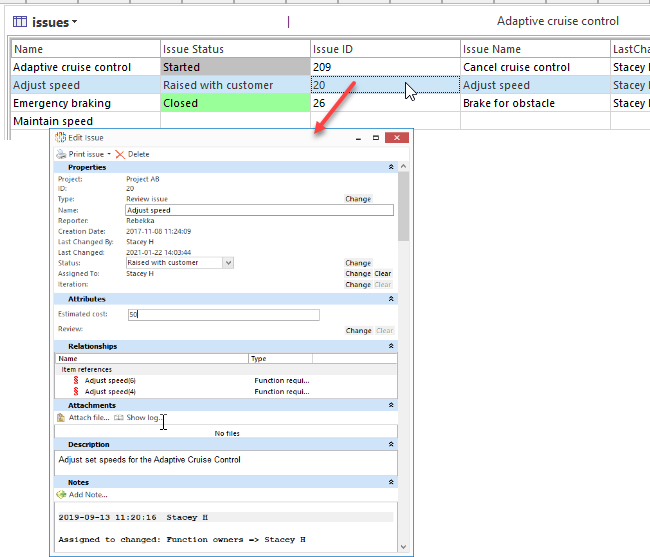 issues Adaptive cruise control
Name Issue Status Issue ID Issue Name LastCha
Adaptive cruise control Started 209 Cancel cruise control Stacey H
Adjust speed Raised with customer 20 Adjust speed Stacey H
Emergency braking Closed 26 Brake for obstacle Stacey H
Maintain speed
Edit Issue
Print issue Delete
Properties
Project: Project AB
ID: 20
Type: Review issue Change
Name: Adjust speed
Reporter: Rebekka
Creation Date: 2017-11-08 11:24:09
Last Changed By: Stacey H
Last Changed: 2021-01-22 14:03:44
Status: Raised with customer Change
Assigned To: Stacey H Change Clear
Iteration: Change Clear
Attributes
Estimated cost: 50
Review: Change Clear
Relationships
Name Type
Item references
Adjust speed(6) Function requi...
Adjust speed(4) Function requi...
Attachments
Attach file... Show log...
No files
Description
Adjust set speeds for the Adaptive Cruise Control
Notes
Add Note...
2019-09-13 11:20:16 Stacey H
Assigned to changed: Function owners => Stacey H